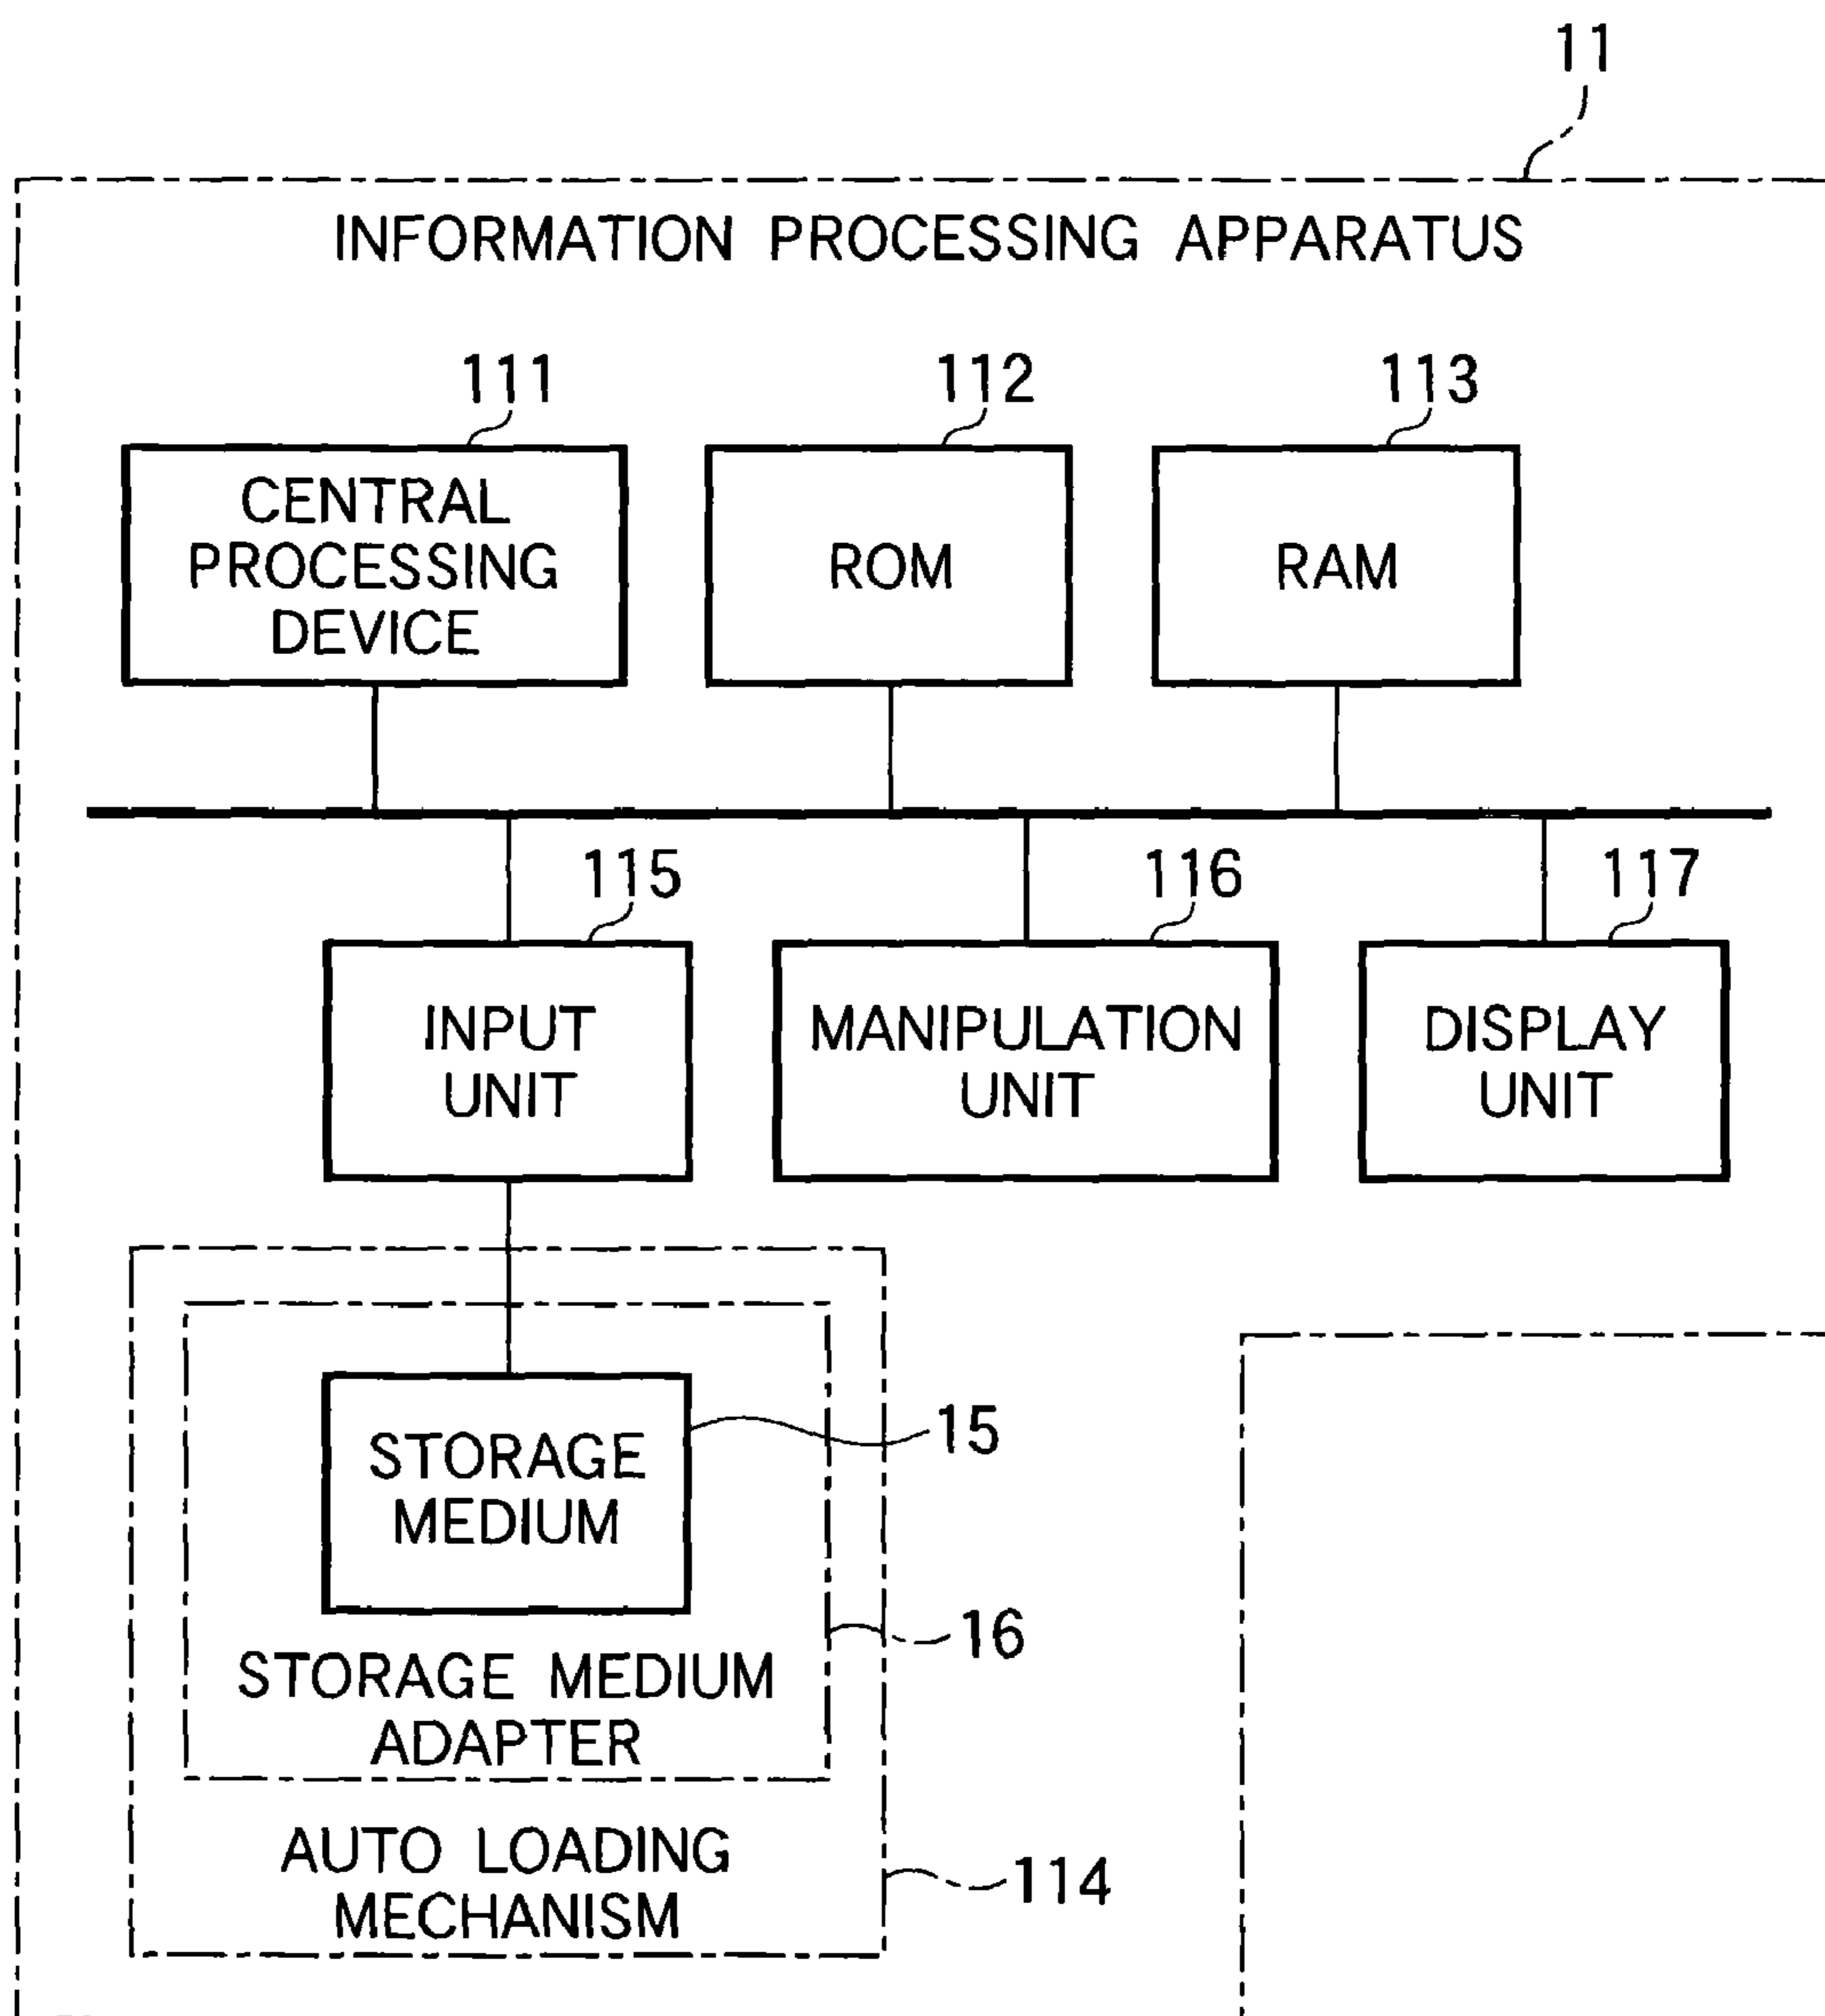 11
INFORMATION PROCESSING APPARATUS
111
112
113
CENTRAL
PROCESSING
DEVICE
ROM
RAM
115
116
117
INPUT
UNIT
MANIPULATION
UNIT
DISPLAY
UNIT
STORAGE
MEDIUM
15
16
STORAGE MEDIUM
ADAPTER
AUTO LOADING
MECHANISM
114